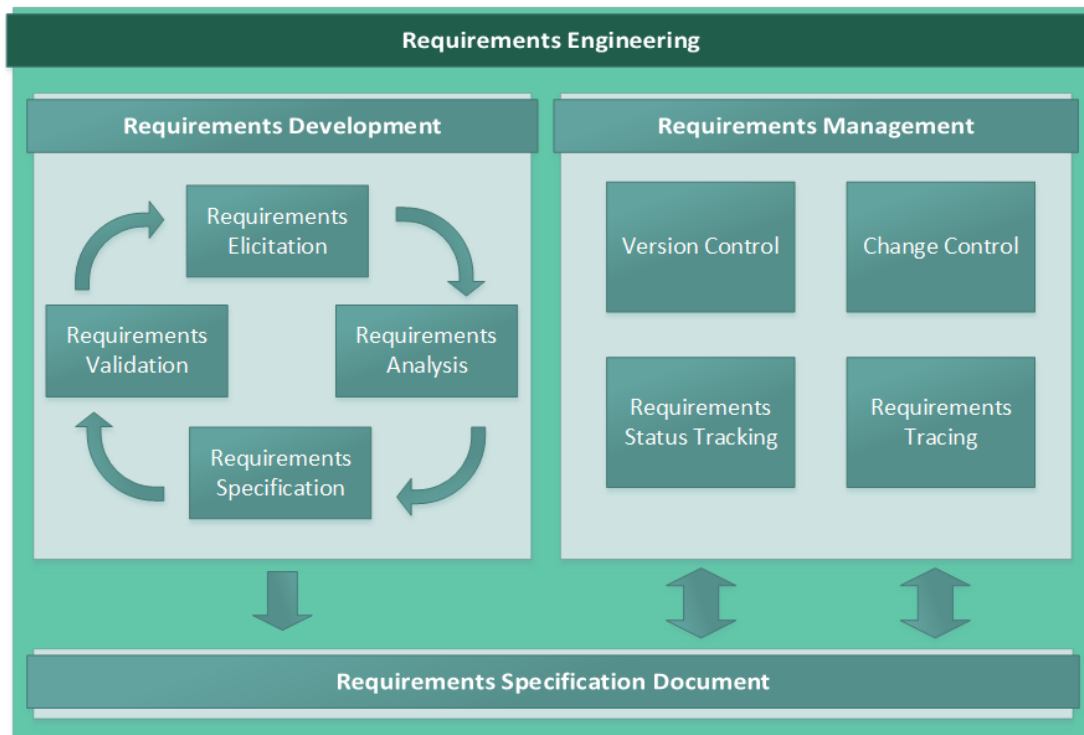 Requirements Engineering
Requirements Development
Requirements
Elicitation
Requirements
Analysis
Requirements
Specification
Requirements
Validation
Requirements Management
Version Control
Change Control
Requirements
Status Tracking
Requirements
Tracing
Requirements Specification Document